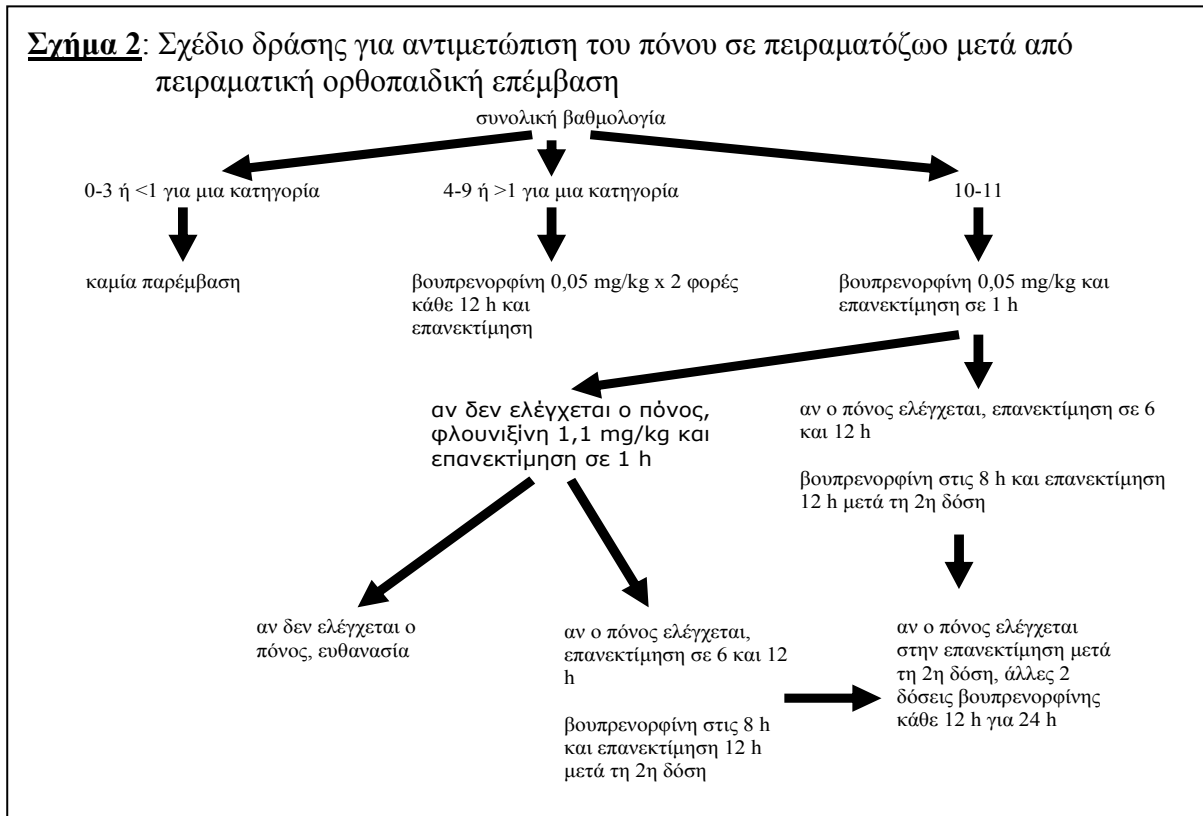 Σχήμα 2: Σχέδιο δράσης για αντιμετώπιση του πόνου σε πειραματόζωο μετά από
πειραματική ορθοπαιδική επέμβαση
συνολική βαθμολογία
0-3 ή <1 για μια κατηγορία
4-9 ή >1 για μια κατηγορία
10-11
καμία παρέμβαση
βουπρενορφίνη 0,05 mg/kg x 2 φορές
κάθε 12 h και
επανεκτίμηση
βουπρενορφίνη 0,05 mg/kg και
επανεκτίμηση σε 1 h
αν δεν ελέγχεται ο πόνος,
φλουνιξίνη 1,1 mg/kg και
επανεκτίμηση σε 1 h
αν ο πόνος ελέγχεται, επανεκτίμηση σε 6
και 12 h
βουπρενορφίνη στις 8 h και επανεκτίμηση
12 h μετά τη 2η δόση
αν δεν ελέγχεται ο
πόνος, ευθανασία
αν ο πόνος ελέγχεται,
επανεκτίμηση σε 6 και 12
h
βουπρενορφίνη στις 8 h
και επανεκτίμηση 12 h
μετά τη 2η δόση
αν ο πόνος ελέγχεται
στην επανεκτίμηση μετά
τη 2η δόση, άλλες 2
δόσεις βουπρενορφίνης
κάθε 12 h για 24 h